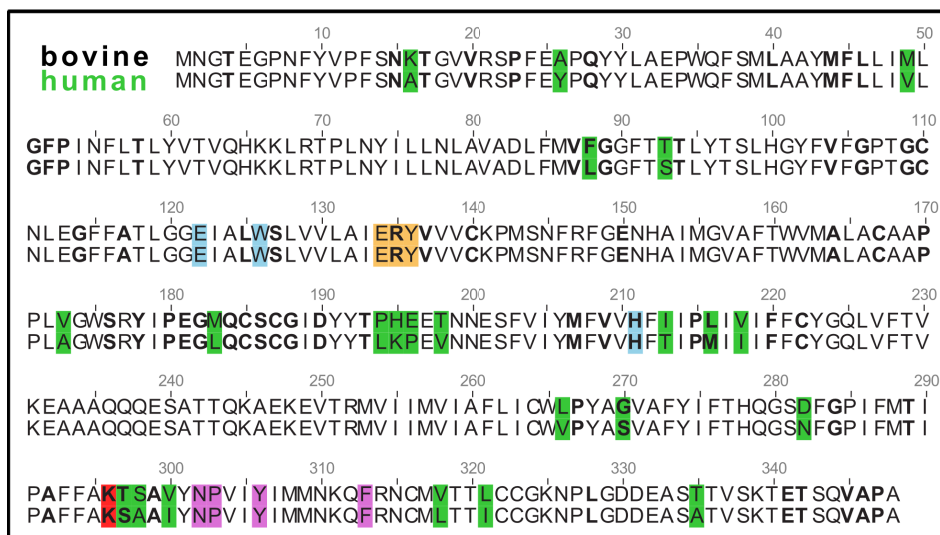 10 20 30 40 50
bovine MNGTEGPNFYVPFSNKTGVVRSPFEAPQYYLAEPWQFSMLAAYMFLLIML
human MNGTEGPNFYVPFSNATGVVRSPFEYPQYYLAEPWQFSMLAAYMFLLIVL
60 70 80 90 100 110
GFPINFLTLYVTVQHKKLRTPLNYILLNLAVADLFMVFGGFTTTLYTSLHGYFVFGPTGC
GFPINFLTLYVTVQHKKLRTPLNYILLNLAVADLFMVLGGFTSTLYTSLHGYFVFGPTGC
120 130 140 150 160 170
NLEGFFATLGGEIALWSLVVLAIERYVVVCKPMSNFRFGENHAIMGVAFTWVMALACAAP
NLEGFFATLGGEIALWSLVVLAIERYVVVCKPMSNFRFGENHAIMGVAFTWVMALACAAP
180 190 200 210 220 230
PLVGWSRYIPEGMQCSCGIDYYTPHEETNNESFVIYMFVVHFIIPLIVIFFCYGQLVFTV
PLAGWSRYIPEGLQCSCGIDYYTLKPEVNNESFVIYMFVVHFTIPMIIIFFCYGQLVFTV
240 250 260 270 280 290
KEAAAQQQESATTQKAEKEVTRMVIIMVIAFLICWLPYAGVAFYIFTHQGSDFGPIFMTI
KEAAAQQQESATTQKAEKEVTRMVIIMVIAFLICWVPYASVAFYIFTHQGSNFGPIFMTI
300 310 320 330 340
PAFFAKTSAVYNPVIYIMMNKQFRNCMVTTLCCGKNPLGDDEASTTVSKTETSQVAPA
PAFFAKSAAIYNPVIYIMMNKQFRNCMLTTICCGKNPLGDDEASATVSKTETSQVAPA